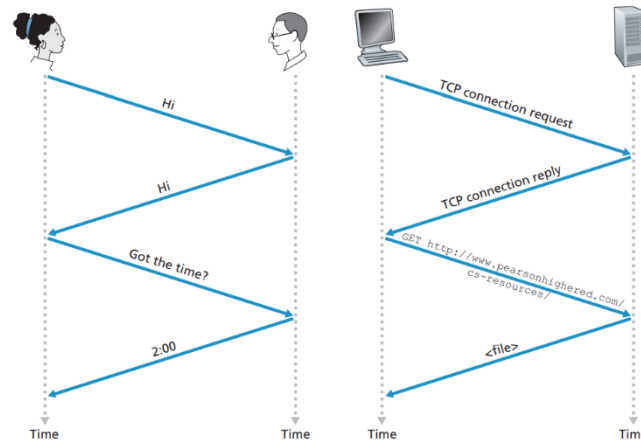 Hi
Hi
Got the time?
2:00
Time
Time
TCP connection request
TCP connection reply
GET http://www.pearsonhighered.com/
cs-resources/
<file>
Time
Time